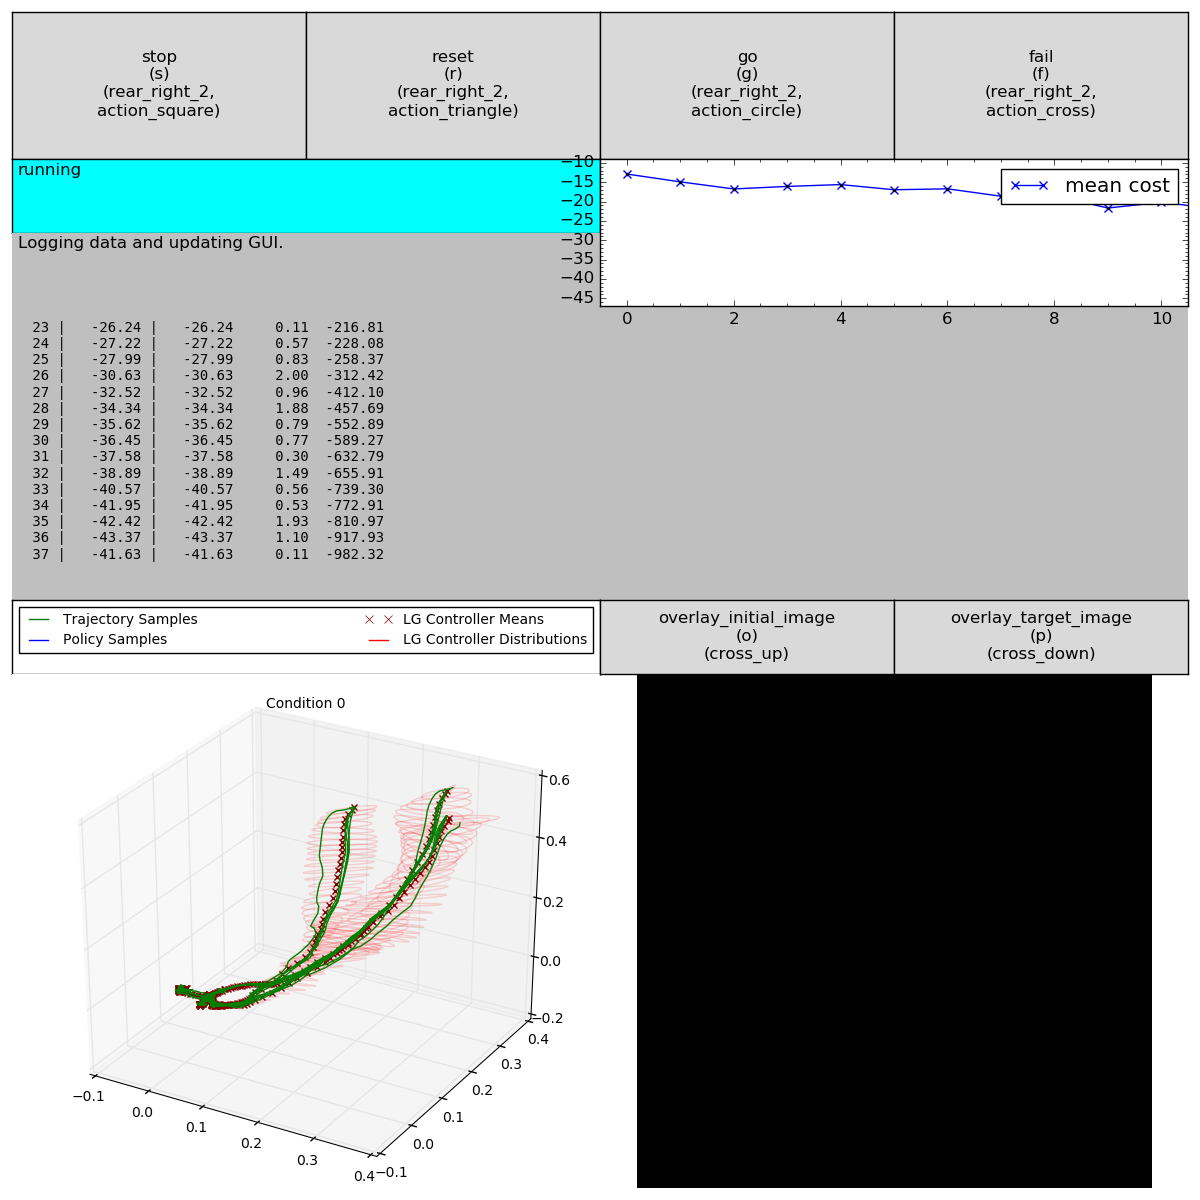 stop
(s)
(rear_right_2,
action_square)
reset
(r)
(rear_right_2,
action_triangle)
go
(g)
(rear_right_2,
action_circle)
fail
(f)
(rear_right_2,
action_cross)
running
Logging data and updating GUI.
−10
−15
−20
−25
−30
−35
−40
−45
0 2 4 6 8 10
mean cost
23 | -26.24 | -26.24 0.11 -216.81
24 | -27.22 | -27.22 0.57 -228.08
25 | -27.99 | -27.99 0.83 -258.37
26 | -30.63 | -30.63 2.00 -312.42
27 | -32.52 | -32.52 0.96 -412.10
28 | -34.34 | -34.34 1.88 -457.69
29 | -35.62 | -35.62 0.79 -552.89
30 | -36.45 | -36.45 0.77 -589.27
31 | -37.58 | -37.58 0.30 -632.79
32 | -38.89 | -38.89 1.49 -655.91
33 | -40.57 | -40.57 0.56 -739.30
34 | -41.95 | -41.95 0.53 -772.91
35 | -42.42 | -42.42 1.93 -810.97
36 | -43.37 | -43.37 1.10 -917.93
37 | -41.63 | -41.63 0.11 -982.32
Trajectory Samples
Policy Samples
LG Controller Means
LG Controller Distributions
overlay_initial_image
(o)
(cross_up)
overlay_target_image
(p)
(cross_down)
Condition 0
0.6
0.4
0.2
0.0
−0.2
0.4
0.3
0.2
0.1
0.0
−0.1
−0.1
0.0
0.1
0.2
0.3
0.4